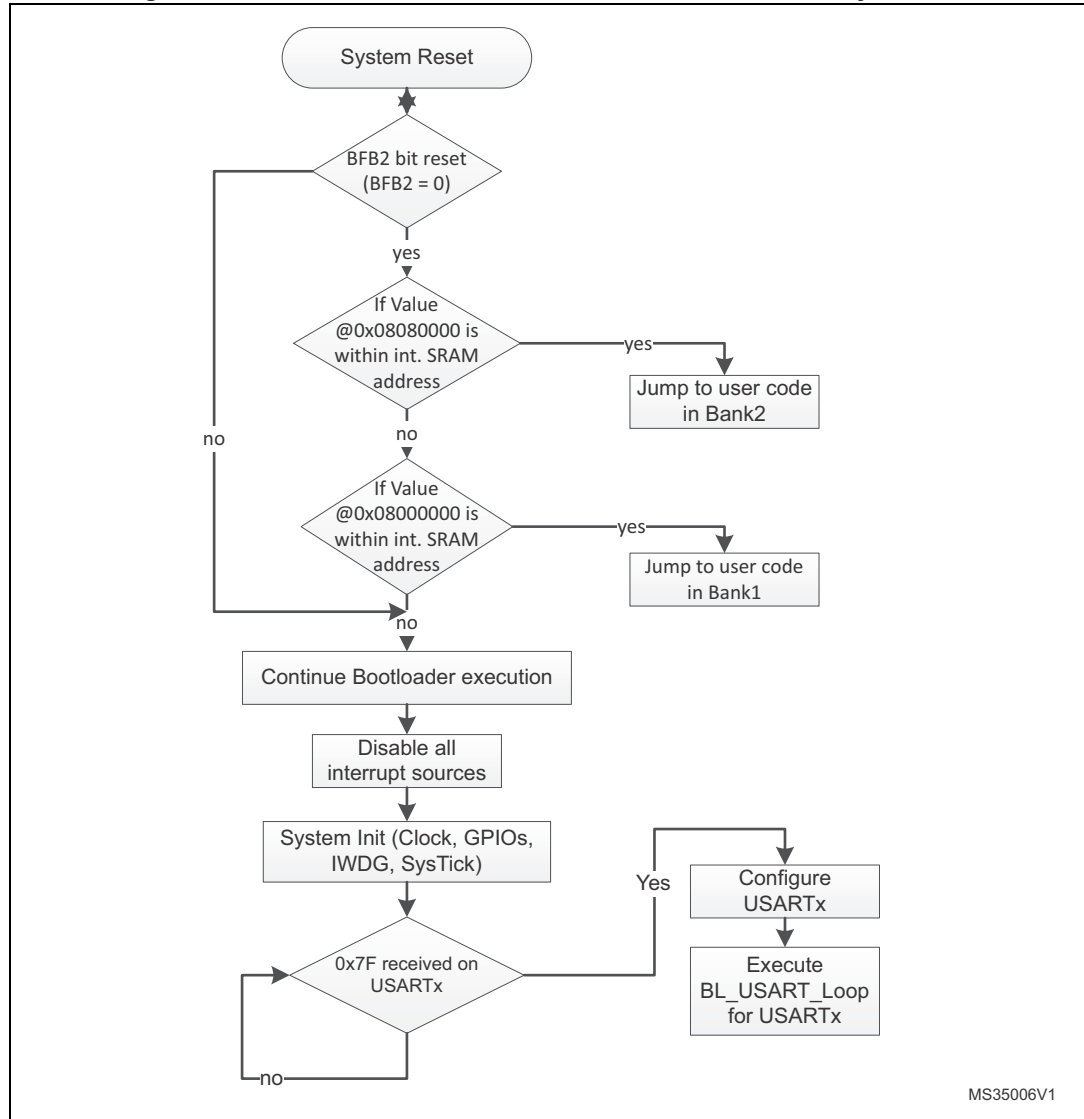 System Reset
BFB2 bit reset
(BFB2 = 0)
yes
If Value
@0x08080000 is
within int. SRAM
address
yes
Jump to user code
in Bank2
no
no
If Value
@0x08000000 is
within int. SRAM
address
yes
Jump to user code
in Bank1
no
Continue Bootloader execution
Disable all
interrupt sources
System Init (Clock, GPIOs,
IWDG, SysTick)
Yes
Configure
USARTx
0x7F received on
USARTx
Execute
BL_USART_Loop
for USARTx
no
MS35006V1